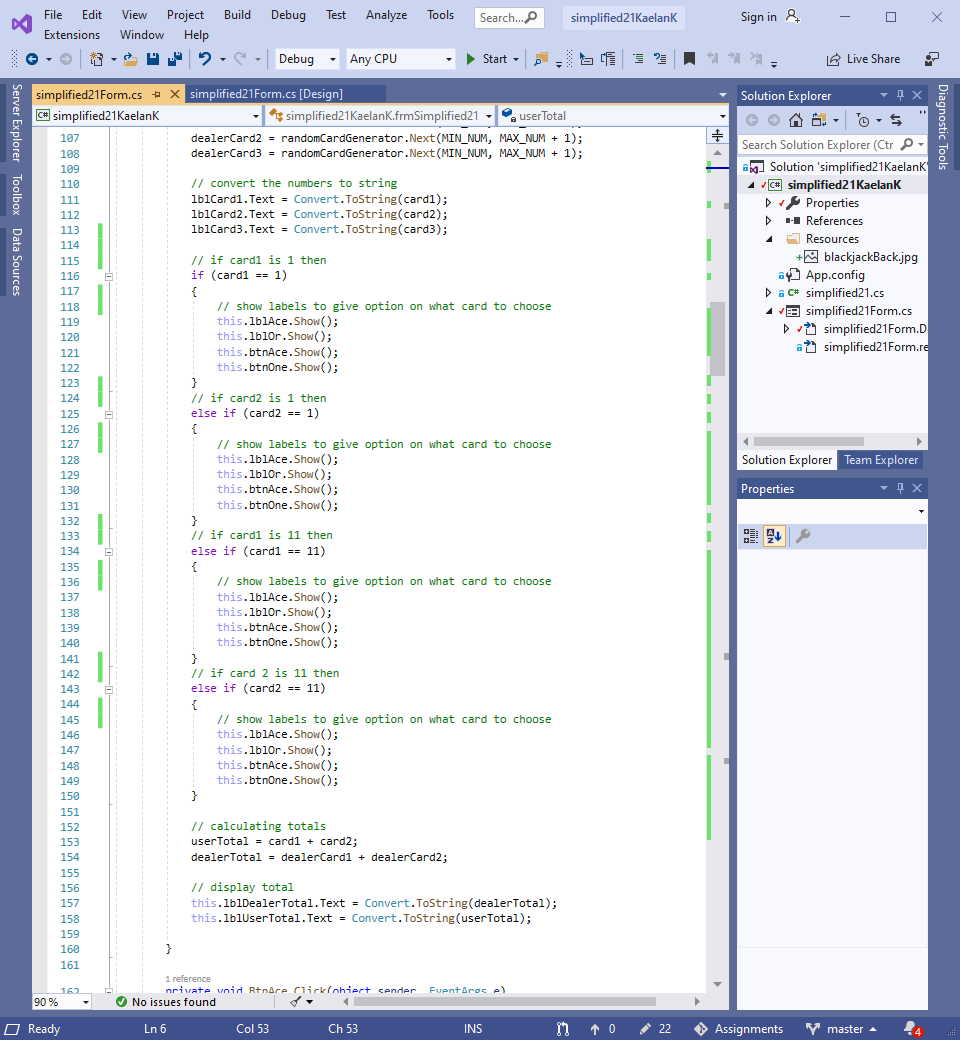 File Edit View Project Build Debug Test Analyze Tools Search... simplified21KaelanK Sign in
Extensions Window Help
Debug Any CPU Start Live Share
simplified21Form.cs simplified21Form.cs [Design]
simplified21KaelanK simplified21KaelanK.frmSimplified21 userTotal
Server Explorer
Toolbox
Data Sources
107 dealerCard2 = randomCardGenerator.Next(MIN_NUM, MAX_NUM + 1);
108 dealerCard3 = randomCardGenerator.Next(MIN_NUM, MAX_NUM + 1);
109
110 // convert the numbers to string
111 lblCard1.Text = Convert.ToString(card1);
112 lblCard2.Text = Convert.ToString(card2);
113 lblCard3.Text = Convert.ToString(card3);
114
115 // if card1 is 1 then
116 if (card1 == 1)
117 {
118 // show labels to give option on what card to choose
119 this.lblAce.Show();
120 this.lblOr.Show();
121 this.btnAce.Show();
122 this.btnOne.Show();
123 }
124 // if card2 is 1 then
125 else if (card2 == 1)
126 {
127 // show labels to give option on what card to choose
128 this.lblAce.Show();
129 this.lblOr.Show();
130 this.btnAce.Show();
131 this.btnOne.Show();
132 }
133 // if card1 is 11 then
134 else if (card1 == 11)
135 {
136 // show labels to give option on what card to choose
137 this.lblAce.Show();
138 this.lblOr.Show();
139 this.btnAce.Show();
140 this.btnOne.Show();
141 }
142 // if card 2 is 11 then
143 else if (card2 == 11)
144 {
145 // show labels to give option on what card to choose
146 this.lblAce.Show();
147 this.lblOr.Show();
148 this.btnAce.Show();
149 this.btnOne.Show();
150 }
151
152 // calculating totals
153 userTotal = card1 + card2;
154 dealerTotal = dealerCard1 + dealerCard2;
155
156 // display total
157 this.lblDealerTotal.Text = Convert.ToString(dealerTotal);
158 this.lblUserTotal.Text = Convert.ToString(userTotal);
159
160 }
161
1 reference
162 private void BtnAce_Click(object sender, EventArgs e)
90 % No issues found
Solution Explorer
Search Solution Explorer (Ctr
Solution 'simplified21KaelanK'
C# simplified21KaelanK
Properties
References
Resources
blackjackBack.jpg
App.config
C# simplified21.cs
simplified21Form.cs
simplified21Form.D
simplified21Form.re
Solution Explorer Team Explorer
Properties
Diagnostic Tools
Ready Ln 6 Col 53 Ch 53 INS 0 22 Assignments master 4